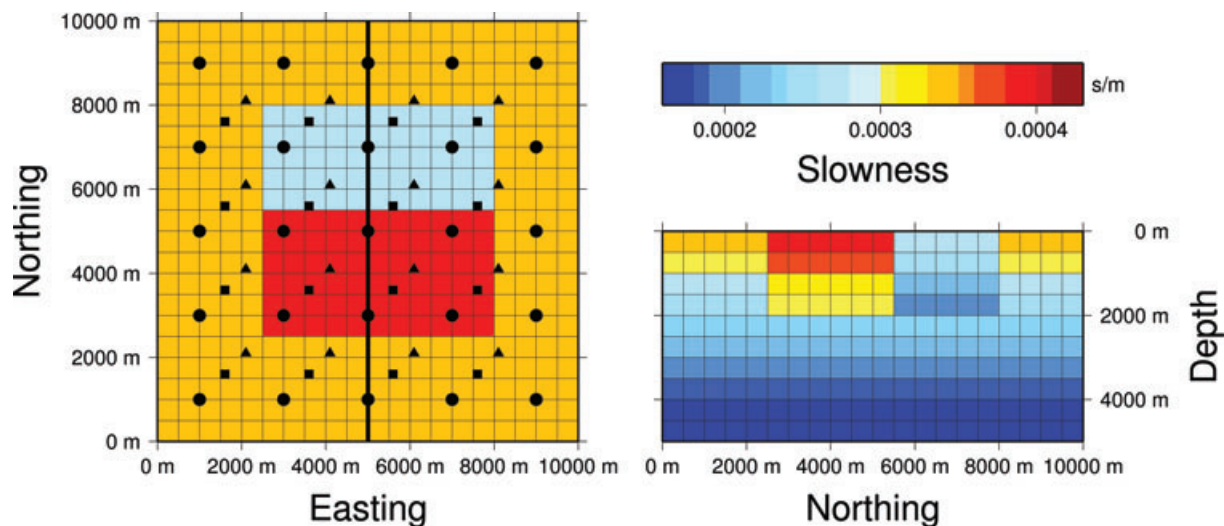 10000 m
8000 m
6000 m
4000 m
2000 m
0 m
Northing
0 m 2000 m 4000 m 6000 m 8000 m 10000 m
Easting
s/m
0.0002 0.0003 0.0004
Slowness
0 m
2000 m
4000 m
Depth
0 m 2000 m 4000 m 6000 m 8000 m 10000 m
Northing